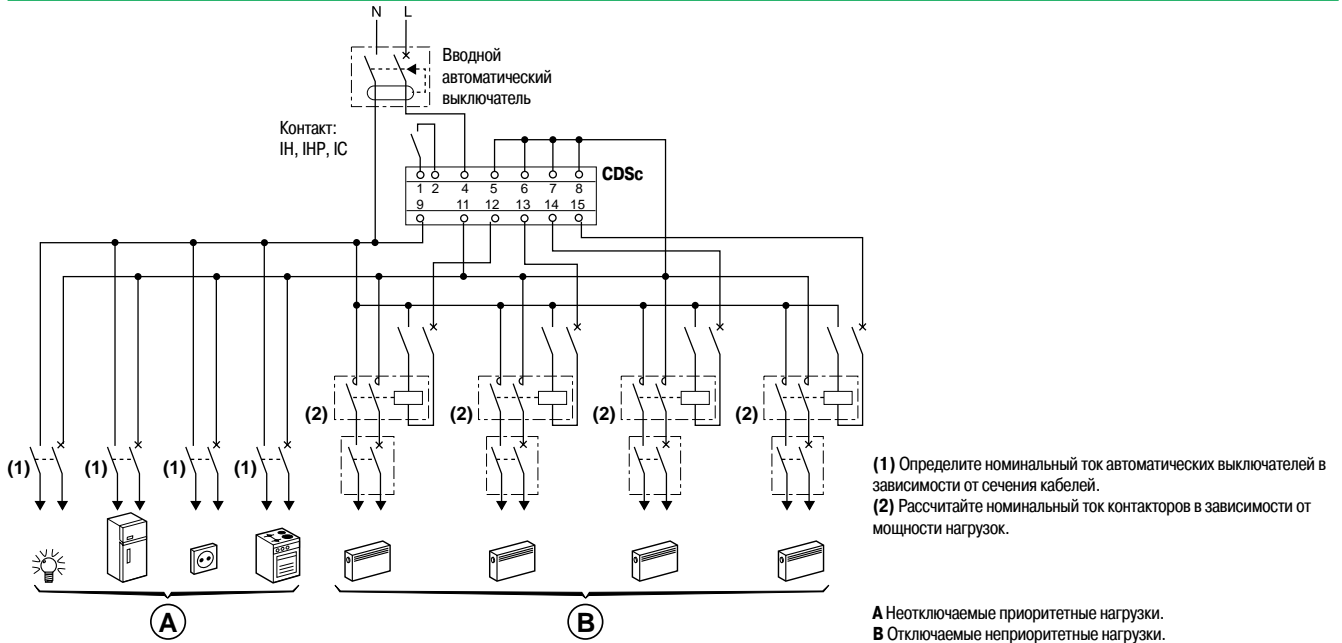 N L
Вводной
автоматический
выключатель
Контакт:
IH, IHP, IC
CDSc
1 2 4 5 6 7 8
9 11 12 13 14 15
(2) (2) (2) (2)
(1) (1) (1) (1)
(1) Определите номинальный ток автоматических выключателей в
зависимости от сечения кабелей.
(2) Рассчитайте номинальный ток контакторов в зависимости от
мощности нагрузок.
A B
A Неотключаемые приоритетные нагрузки.
B Отключаемые неприоритетные нагрузки.